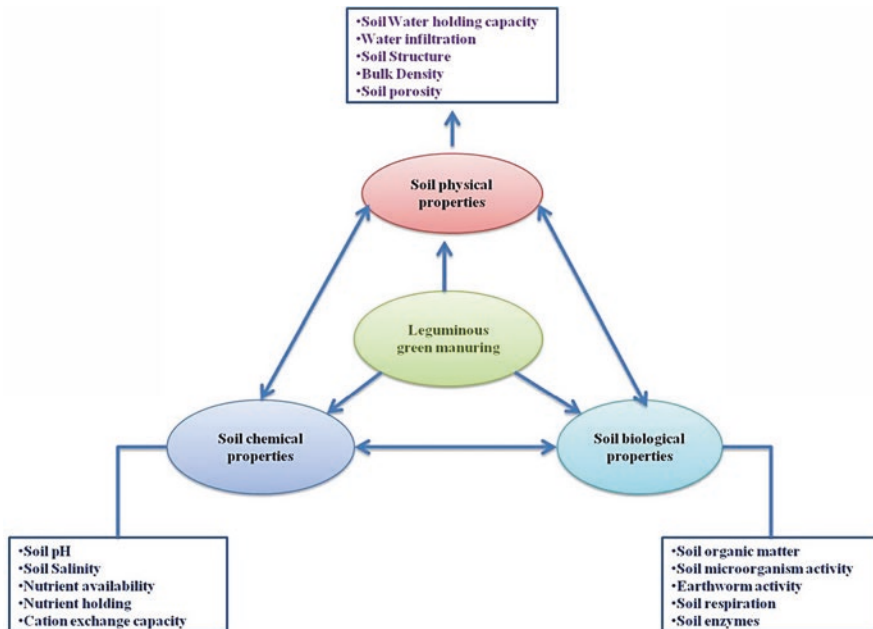 •Soil Water holding capacity
•Water infiltration
•Soil Structure
•Bulk Density
•Soil porosity
Soil physical
properties
Leguminous
green manuring
Soil chemical
properties
Soil biological
properties
•Soil pH
•Soil Salinity
•Nutrient availability
•Nutrient holding
•Cation exchange capacity
•Soil organic matter
•Soil microorganism activity
•Earthworm activity
•Soil respiration
•Soil enzymes